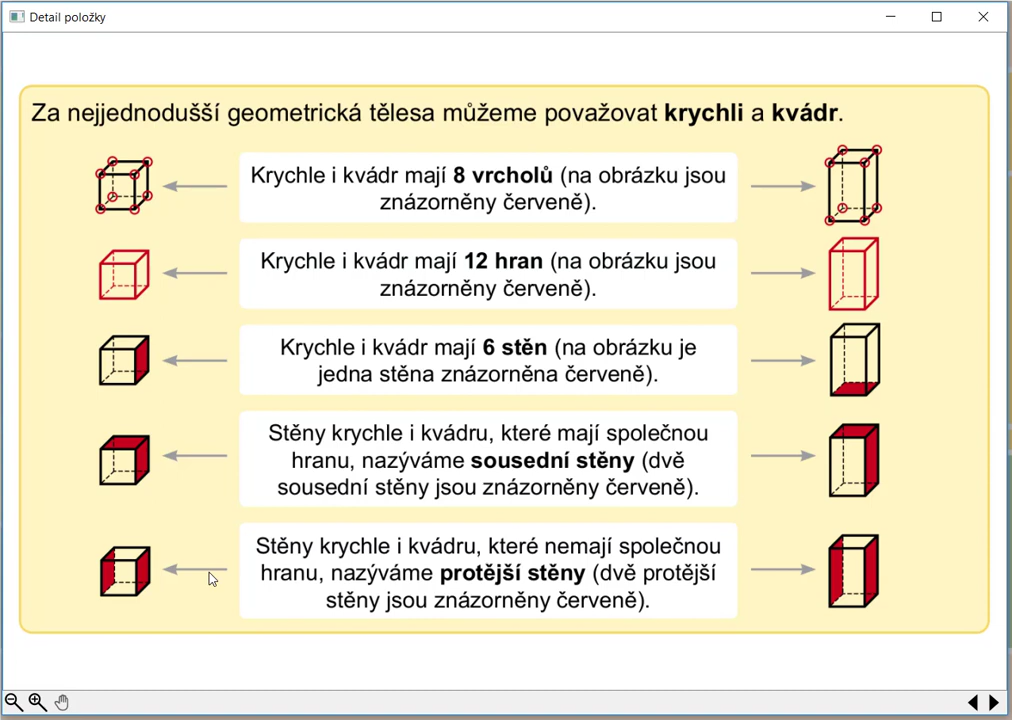 Detail položky
Za nejjednodušší geometrická tělesa můžeme považovat krychli a kvádr.
Krychle i kvádr mají 8 vrcholů (na obrázku jsou
znázorněny červeně).
Krychle i kvádr mají 12 hran (na obrázku jsou
znázorněny červeně).
Krychle i kvádr mají 6 stěn (na obrázku je
jedna stěna znázorněna červeně).
Stěny krychle i kvádru, které mají společnou
hranu, nazýváme sousední stěny (dvě
sousední stěny jsou znázorněny červeně).
Stěny krychle i kvádru, které nemají společnou
hranu, nazýváme protější stěny (dvě protější
stěny jsou znázorněny červeně).